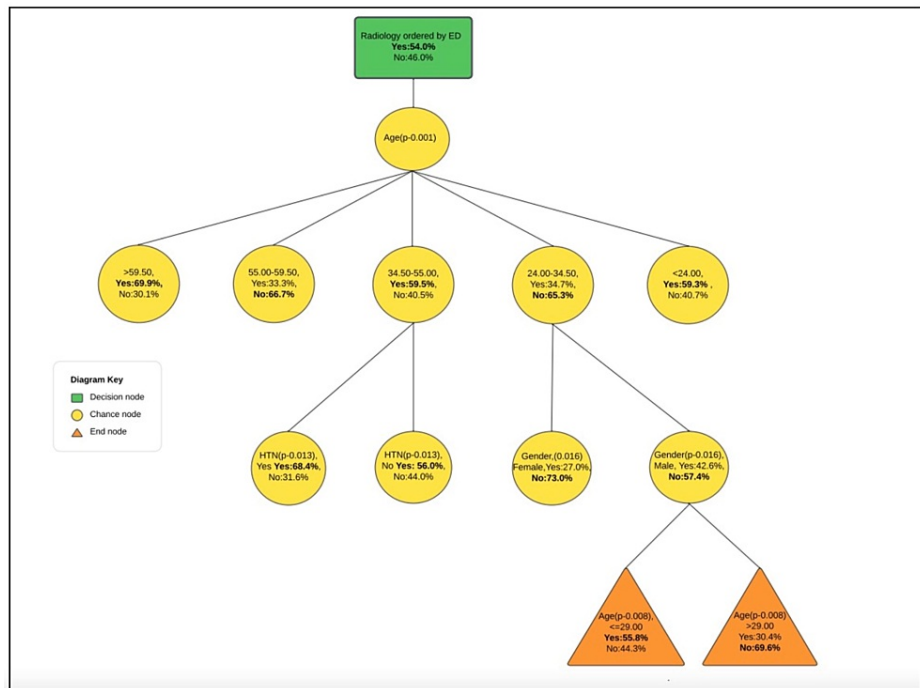 Radiology ordered by ED
Yes:54.0%
No:46.0%
Age(p-0.001)
>59.50,
Yes:69.9%,
No:30.1%
55.00-59.50,
Yes:33.3%,
No:66.7%
34.50-55.00,
Yes:59.5%,
No:40.5%
24.00-34.50,
Yes:34.7%,
No:65.3%
<24.00,
Yes:59.3% ,
No:40.7%
Diagram Key
Decision node
Chance node
End node
HTN(p-0.013),
Yes Yes:68.4%,
No:31.6%
HTN(p-0.013),
No Yes: 56.0%,
No:44.0%
Gender,(0.016)
Female,Yes:27.0%,
No:73.0%
Gender(p-0.016),
Male, Yes:42.6%,
No:57.4%
Age(p-0.008),
<=29.00
Yes:55.8%
No:44.3%
Age(p-0.008)
>29.00
Yes:30.4%
No:69.6%